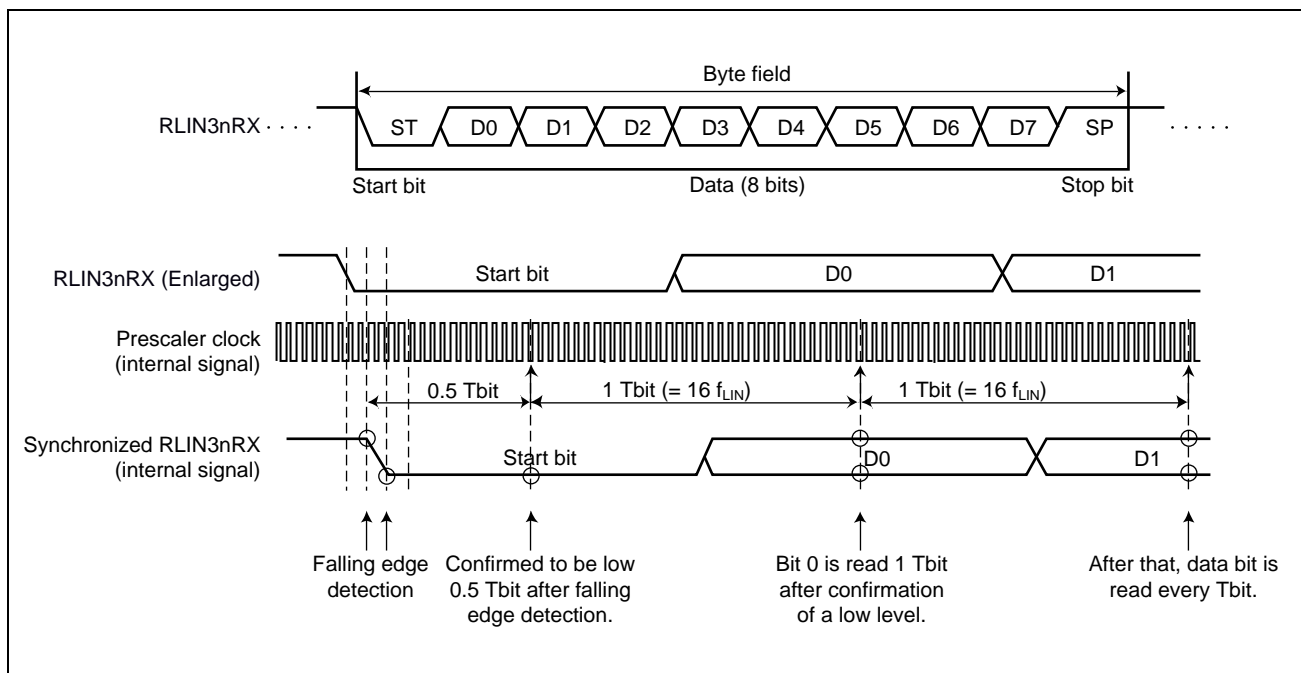 Byte field
RLIN3nRX · · · ·
ST D0 D1 D2 D3 D4 D5 D6 D7 SP
· · · · ·
Start bit Data (8 bits) Stop bit
RLIN3nRX (Enlarged)
Start bit D0 D1
Prescaler clock
(internal signal)
0.5 Tbit 1 Tbit (= 16 fLIN) 1 Tbit (= 16 fLIN)
Synchronized RLIN3nRX
(internal signal)
Start bit D0 D1
Falling edge
detection
Confirmed to be low
0.5 Tbit after falling
edge detection.
Bit 0 is read 1 Tbit
after confirmation
of a low level.
After that, data bit is
read every Tbit.